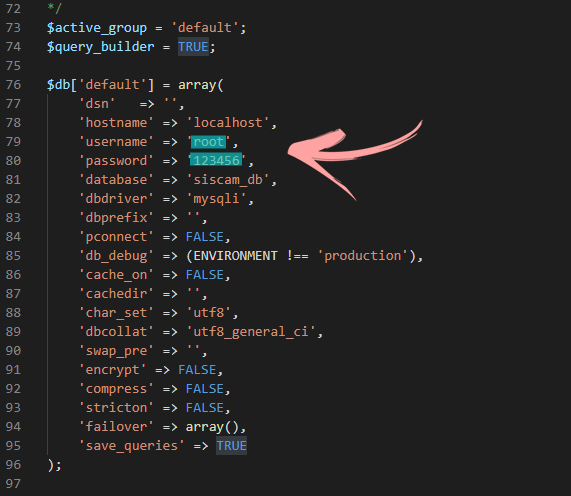 72 */
73 $active_group = 'default';
74 $query_builder = TRUE;
75
76 $db['default'] = array(
77 'dsn' => '',
78 'hostname' => 'localhost',
79 'username' => 'root',
80 'password' => '123456',
81 'database' => 'siscam_db',
82 'dbdriver' => 'mysqli',
83 'dbprefix' => '',
84 'pconnect' => FALSE,
85 'db_debug' => (ENVIRONMENT !== 'production'),
86 'cache_on' => FALSE,
87 'cachedir' => '',
88 'char_set' => 'utf8',
89 'dbcollat' => 'utf8_general_ci',
90 'swap_pre' => '',
91 'encrypt' => FALSE,
92 'compress' => FALSE,
93 'stricton' => FALSE,
94 'failover' => array(),
95 'save_queries' => TRUE
96 );
97